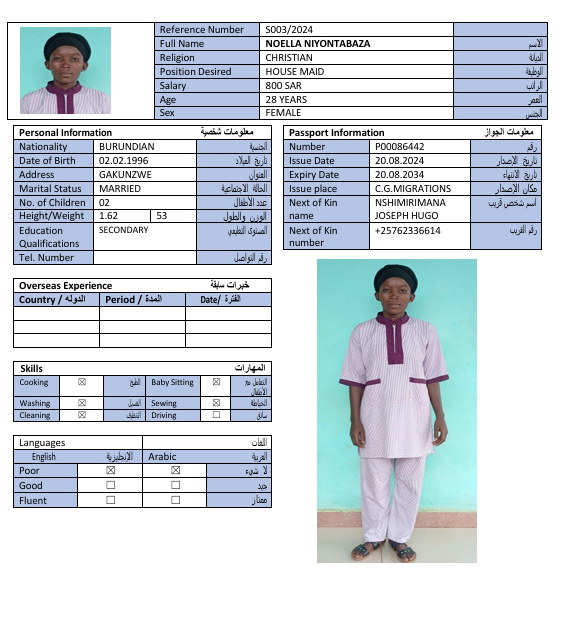 Reference Number S003/2024
Full Name NOELLA NIYONTABAZA الاسم
Religion CHRISTIAN الديانة
Position Desired HOUSE MAID الوظيفة
Salary 800 SAR الراتب
Age 28 YEARS العمر
Sex FEMALE الجنس
Personal Information معلومات شخصية
Nationality BURUNDIAN الجنسية
Date of Birth 02.02.1996 تاريخ الميلاد
Address GAKUNZWE العنوان
Marital Status MARRIED الحالة الاجتماعية
No. of Children 02 عدد الأطفال
Height/Weight 1.62 53 الوزن والطول
Education SECONDARY المستوى التعليمي
Qualifications
Tel. Number رقم التواصل
Passport Information معلومات الجواز
Number P00086442 رقم
Issue Date 20.08.2024 تاريخ الإصدار
Expiry Date 20.08.2034 تاريخ الانتهاء
Issue place C.G.MIGRATIONS مكان الإصدار
Next of Kin NSHIMIRIMANA اسم شخص قريب
name JOSEPH HUGO
Next of Kin +25762336614 رقم القريب
number
Overseas Experience خبرات سابقة
Country / الدوله Period / المدة Date/ الفترة
Skills المهارات
Cooking ☒ الطبخ Baby Sitting ☒ التعامل مع
الأطفال
Washing ☒ الغسيل Sewing ☒ الخياطة
Cleaning ☒ التنظيف Driving ☐ سائق
Languages اللغات
English الإنجليزية Arabic العربية
Poor ☒ ☒ لا شيء
Good ☐ ☐ جيد
Fluent ☐ ☐ ممتاز